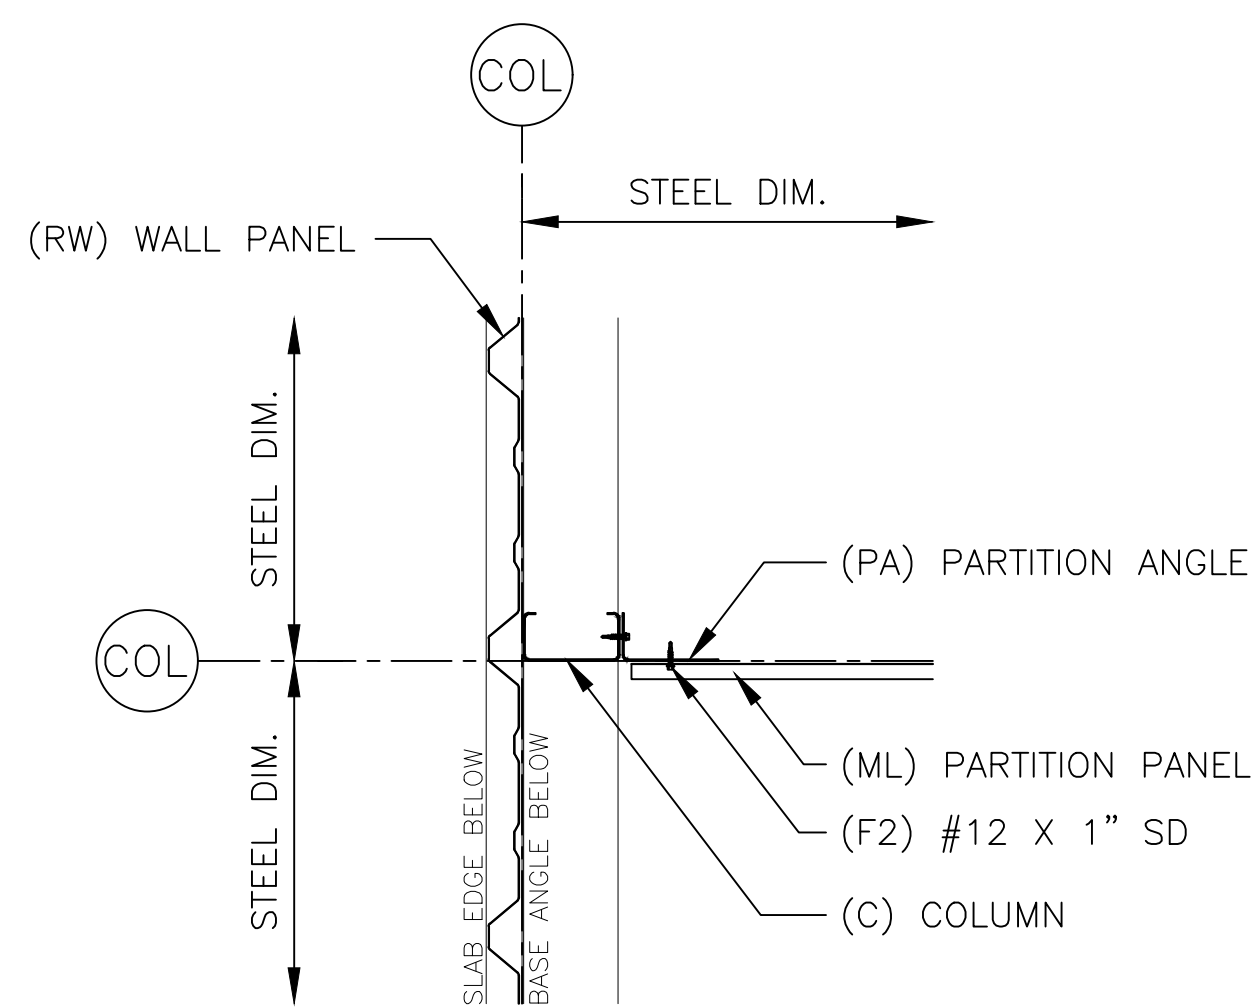 COL
STEEL DIM.
(RW) WALL PANEL
STEEL DIM.
(PA) PARTITION ANGLE
COL
STEEL DIM.
SLAB EDGE BELOW
BASE ANGLE BELOW
(ML) PARTITION PANEL
(F2) #12 X 1” SD
(C) COLUMN